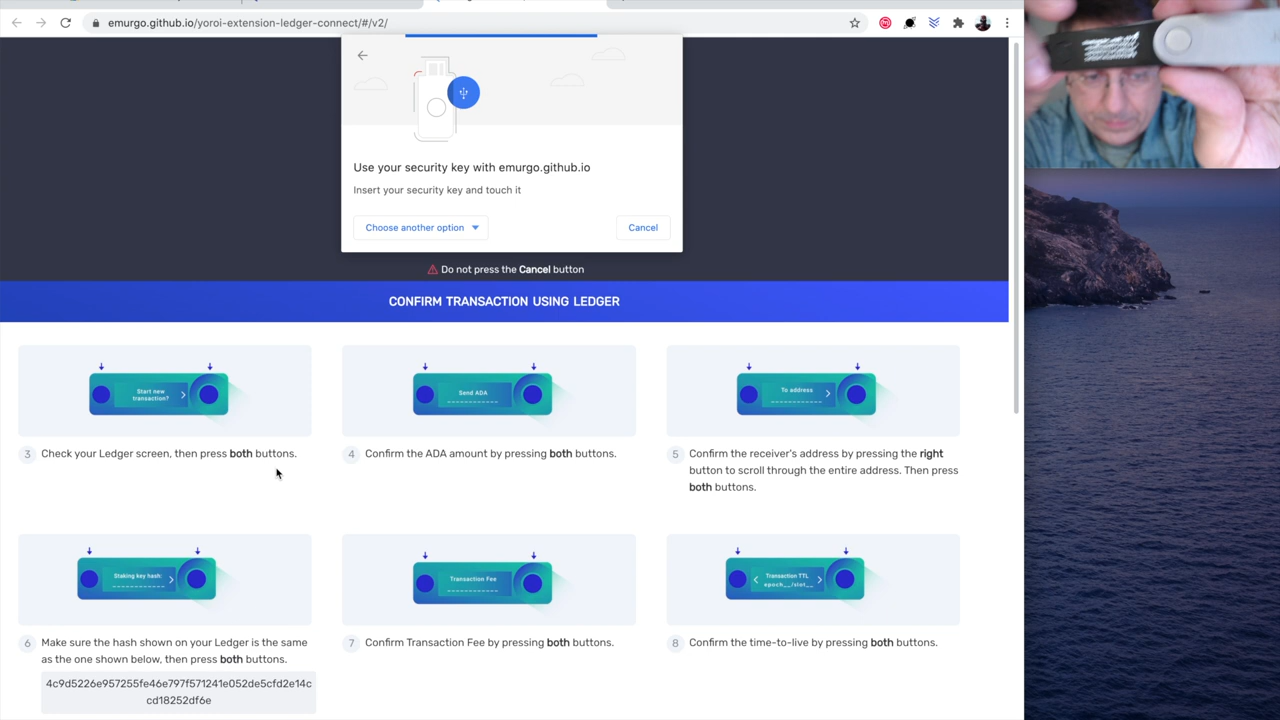 emurgo.github.io/yoroi-extension-ledger-connect/#/v2/
Use your security key with emurgo.github.io
Insert your security key and touch it
Choose another option
Cancel
Do not press the Cancel button
CONFIRM TRANSACTION USING LEDGER
Start new
transaction?
3 Check your Ledger screen, then press both buttons.
Send ADA
4 Confirm the ADA amount by pressing both buttons.
To address
5 Confirm the receiver's address by pressing the right
button to scroll through the entire address. Then press
both buttons.
Staking key hash:
6 Make sure the hash shown on your Ledger is the same
as the one shown below, then press both buttons.
4c9d5226e957255fe46e797f571241e052de5cfd2e14c
cd18252df6e
Transaction Fee
7 Confirm Transaction Fee by pressing both buttons.
Transaction TTL
epoch__/slot__
8 Confirm the time-to-live by pressing both buttons.